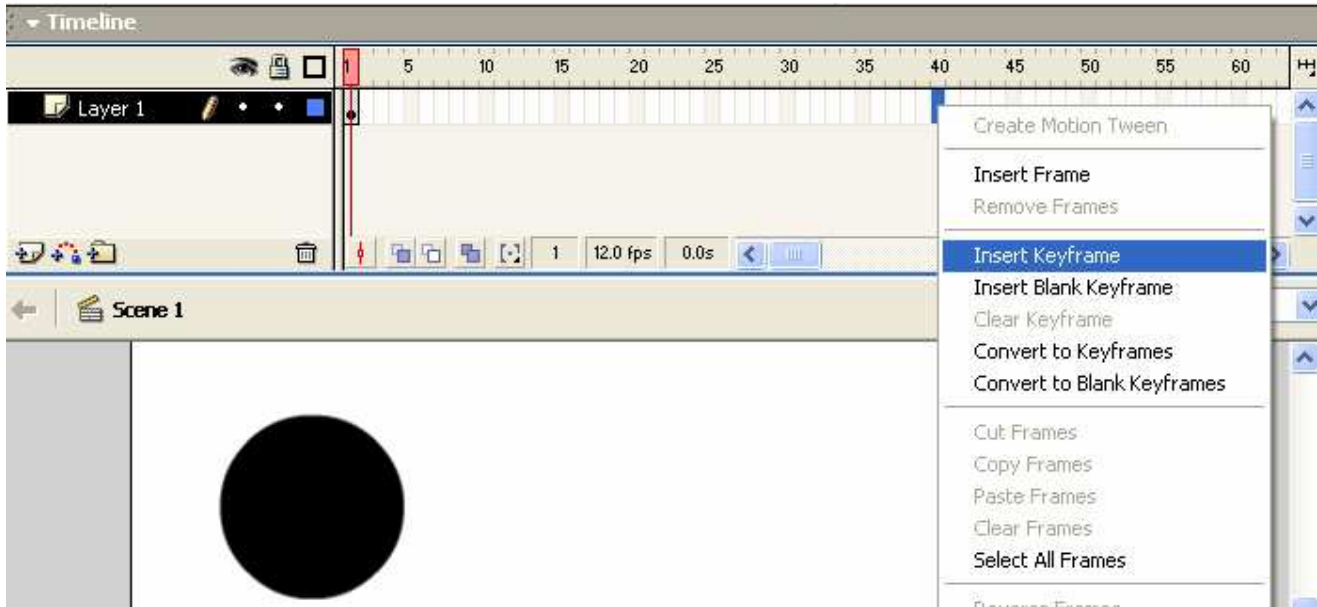 Timeline
1 5 10 15 20 25 30 35 40 45 50 55 60
Layer 1
1 12.0 fps 0.0s
Scene 1
Create Motion Tween
Insert Frame
Remove Frames
Insert Keyframe
Insert Blank Keyframe
Clear Keyframe
Convert to Keyframes
Convert to Blank Keyframes
Cut Frames
Copy Frames
Paste Frames
Clear Frames
Select All Frames
Reverse Frames